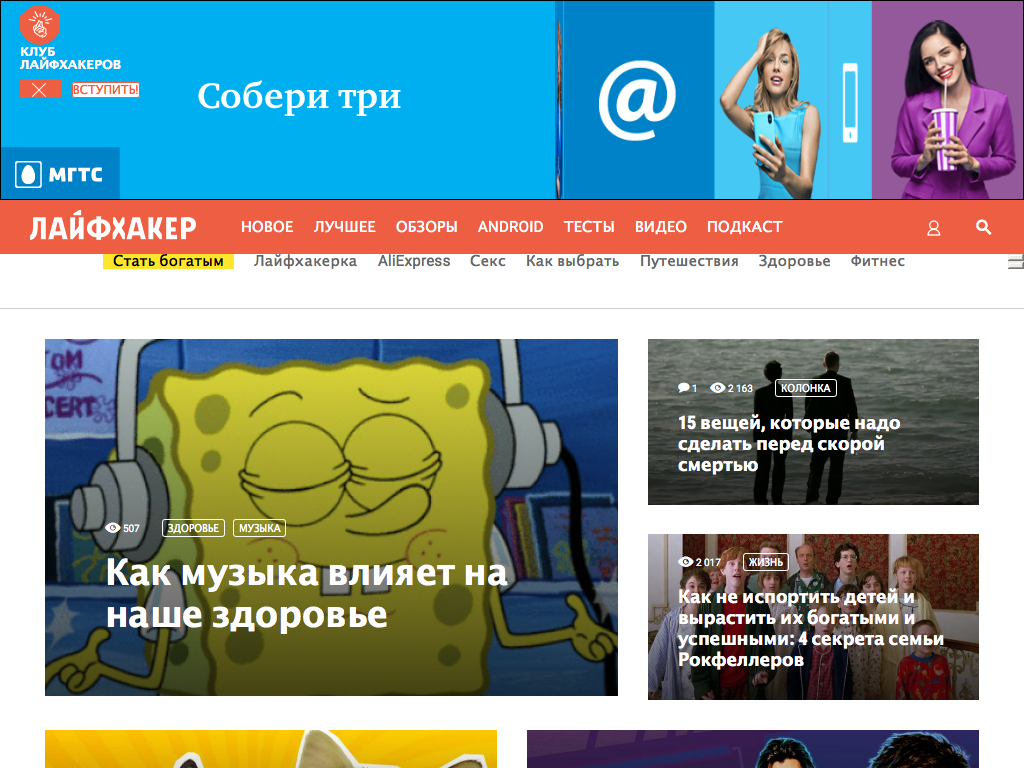 КЛУБ
ЛАЙФХАКЕРОВ
ВСТУПИТЬ!
Собери три
@
МГТС
ЛАЙФХАКЕР
НОВОЕ ЛУЧШЕЕ ОБЗОРЫ ANDROID ТЕСТЫ ВИДЕО ПОДКАСТ
Стать богатым Лайфхакерка AliExpress Секс Как выбрать Путешествия Здоровье Фитнес
507 ЗДОРОВЬЕ МУЗЫКА
Как музыка влияет на
наше здоровье
1 2 163 КОЛОНКА
15 вещей, которые надо
сделать перед скорой
смертью
2 017 ЖИЗНЬ
Как не испортить детей и
вырастить их богатыми и
успешными: 4 секрета семьи
Рокфеллеров